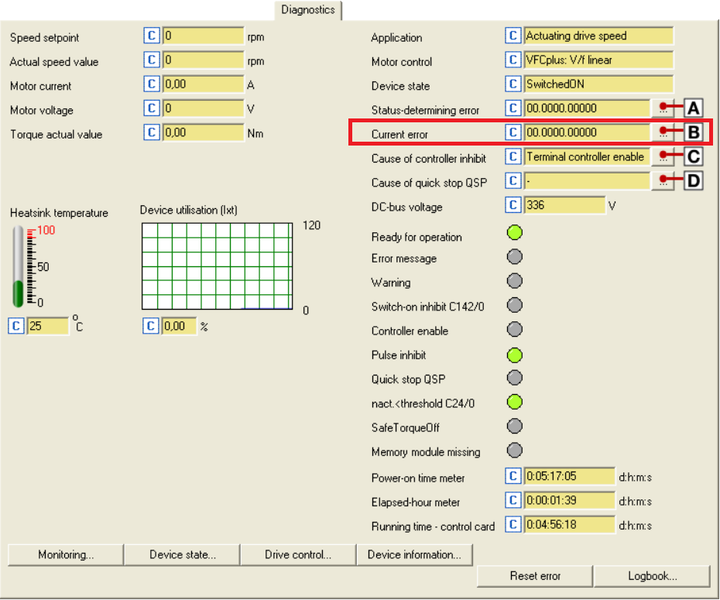 Diagnostics
Speed setpoint C 0 rpm
Actual speed value C 0 rpm
Motor current C 0,00 A
Motor voltage C 0 V
Torque actual value C 0,00 Nm
Heatsink temperature
100
50
0
C 25 °C
Device utilisation (Ixt)
120
0
C 0,00 %
Application C Actuating drive speed
Motor control C VFCplus: V/f linear
Device state C SwitchedON
Status-determining error C 00.0000.00000 ... A
Current error C 00.0000.00000 ... B
Cause of controller inhibit C Terminal controller enable ... C
Cause of quick stop QSP C - ... D
DC-bus voltage C 336 V
Ready for operation
Error message
Warning
Switch-on inhibit C142/0
Controller enable
Pulse inhibit
Quick stop QSP
nact.<threshold C24/0
SafeTorqueOff
Memory module missing
Power-on time meter C 0:05:17:05 d:h:m:s
Elapsed-hour meter C 0:00:01:39 d:h:m:s
Running time - control card C 0:04:56:18 d:h:m:s
Monitoring... Device state... Drive control... Device information...
Reset error Logbook...